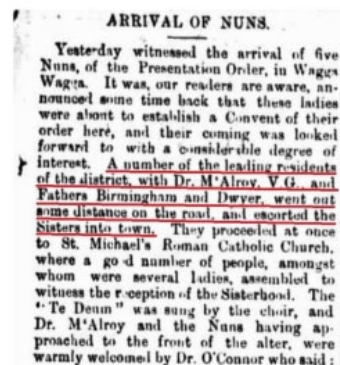 ARRIVAL OF NUNS.
Yesterday witnessed the arrival of five
Nuns, of the Presentation Order, in Wagga
Wagga. It was, our readers are aware, an-
nounced some time back that these ladies
were about to establish a Convent of their
order here, and their coming was looked
forward to with a considerable degree of
interest. A number of the leading residents
of the district, with Dr. M'Alroy, V G., and
Fathers Birmingham and Dwyer, went out
some distance on the road, and escorted the
Sisters into town. They proceeded at once
to St. Michael's Roman Catholic Church,
where a good number of people, amongst
whom were several ladies, assembled to
witness the reception of the Sisterhood. The
"Te Deum" was sung by the choir, and
Dr. M'Alroy and the Nuns having ap-
proached to the front of the alter, were
warmly welcomed by Dr. O'Connor who said :